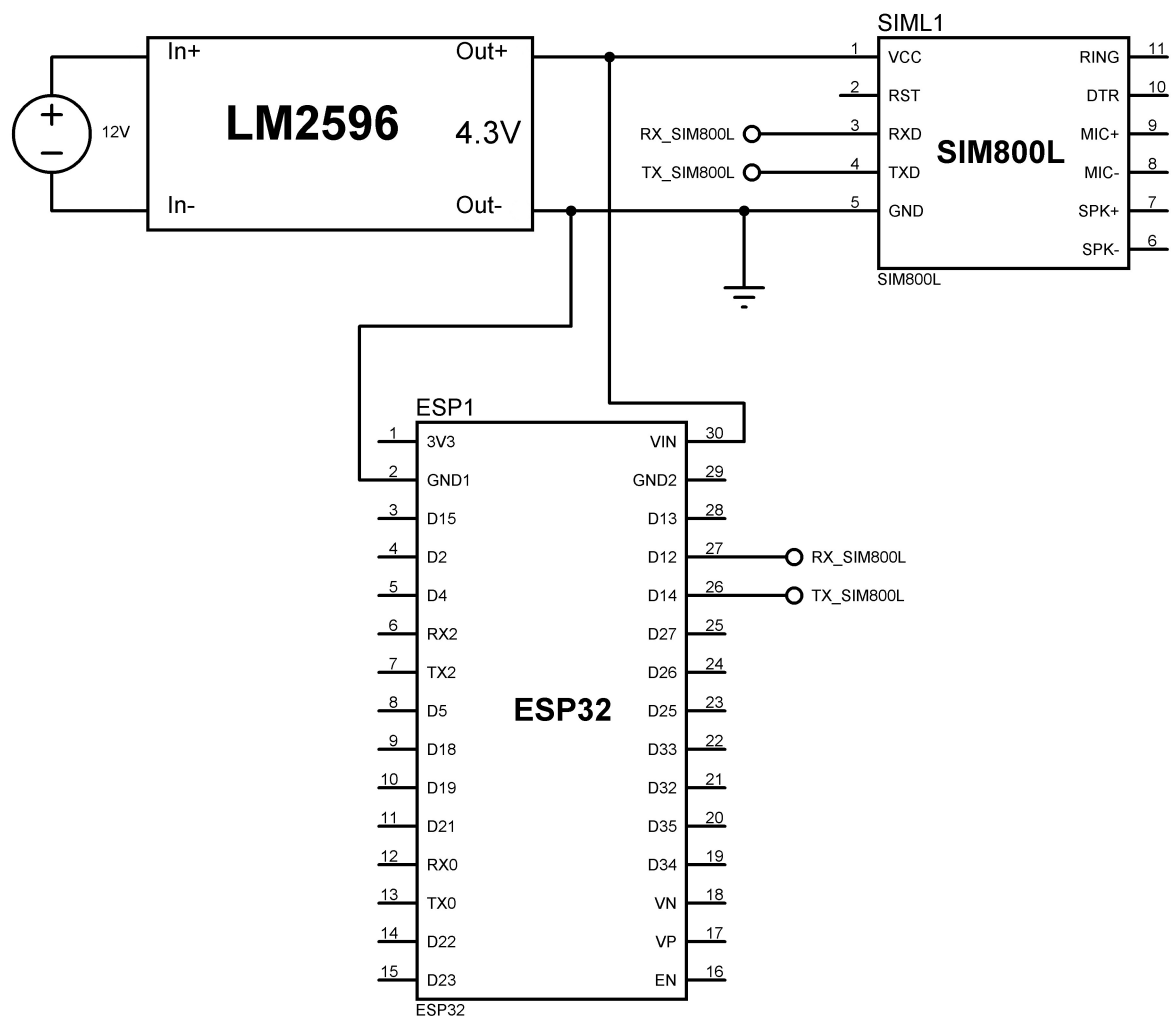 SIML1
In+
Out+
1
VCC
RING
11
LM2596
4.3V
12V
2
RST
DTR
10
RX_SIM800L
3
RXD
MIC+
9
SIM800L
TX_SIM800L
4
TXD
MIC-
8
In-
Out-
5
GND
SPK+
7
SPK-
6
SIM800L
ESP1
1
3V3
VIN
30
2
GND1
GND2
29
3
D15
D13
28
4
D2
D12
27
RX_SIM800L
5
D4
D14
26
TX_SIM800L
6
RX2
D27
25
7
TX2
D26
24
ESP32
8
D5
D25
23
9
D18
D33
22
10
D19
D32
21
11
D21
D35
20
12
RX0
D34
19
13
TX0
VN
18
14
D22
VP
17
15
D23
EN
16
ESP32